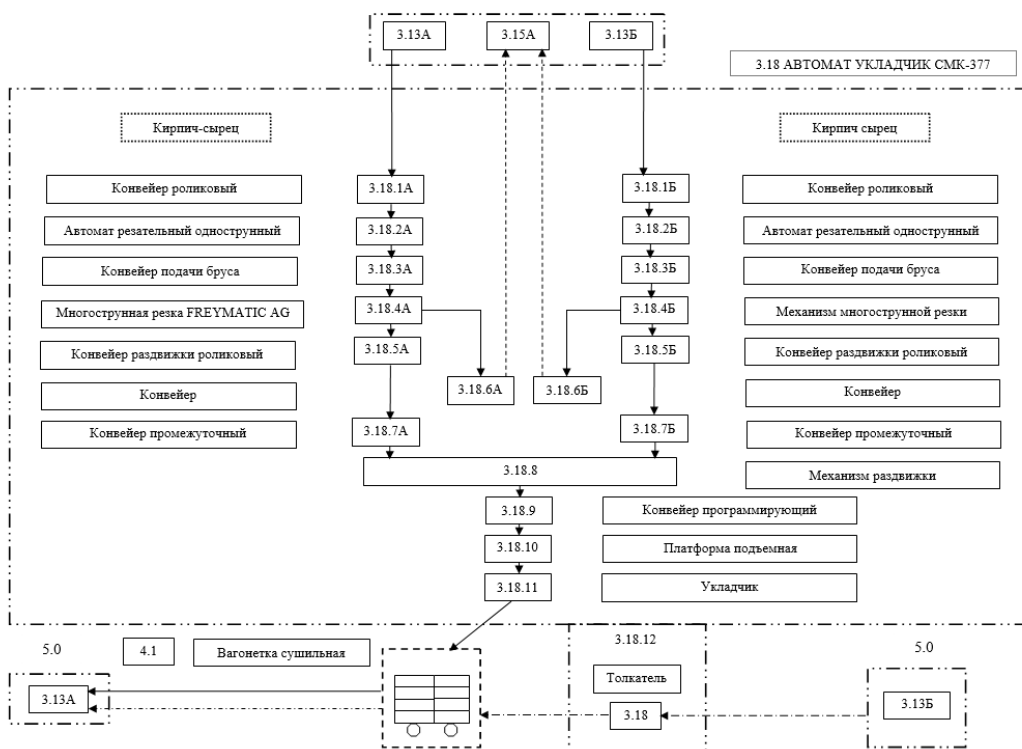 3.13А
3.15А
3.13Б
3.18 АВТОМАТ УКЛАДЧИК СМК-377
Кирпич-сырец
Кирпич сырец
Конвейер роликовый
3.18.1А
3.18.1Б
Конвейер роликовый
Автомат резательный однострунный
3.18.2А
3.18.2Б
Автомат резательный однострунный
Конвейер подачи бруса
3.18.3А
3.18.3Б
Конвейер подачи бруса
Многострунная резка FREYMATIC AG
3.18.4А
3.18.4Б
Механизм многострунной резки
Конвейер раздвижки роликовый
3.18.5А
3.18.5Б
Конвейер раздвижки роликовый
Конвейер
3.18.6А
3.18.6Б
Конвейер
Конвейер промежуточный
3.18.7А
3.18.7Б
Конвейер промежуточный
3.18.8
Механизм раздвижки
3.18.9
Конвейер программирующий
3.18.10
Платформа подъемная
3.18.11
Укладчик
5.0
4.1
Вагонетка сушильная
3.18.12
5.0
Толкатель
3.13А
3.18
3.13Б